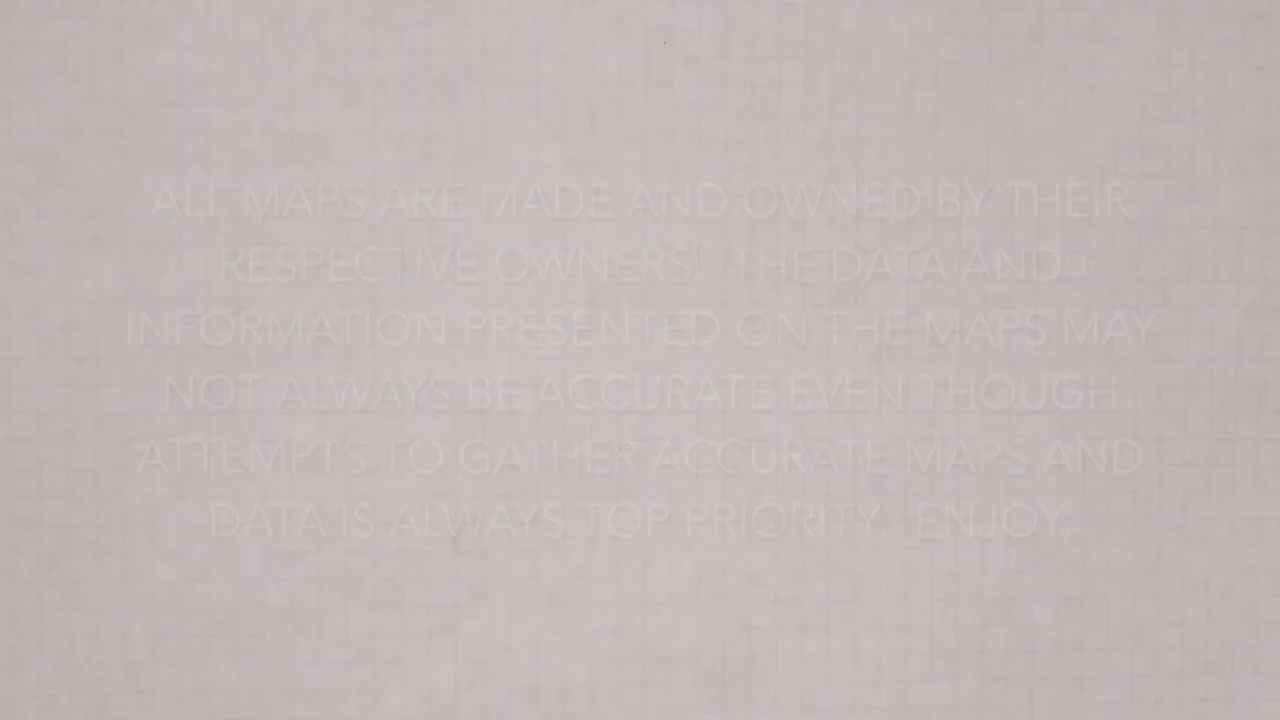 ALL MAPS ARE MADE AND OWNED BY THEIR
RESPECTIVE OWNERS. THE DATA AND
INFORMATION PRESENTED ON THE MAPS MAY
NOT ALWAYS BE ACCURATE EVEN THOUGH
ATTEMPTS TO GATHER ACCURATE MAPS AND
DATA IS ALWAYS TOP PRIORITY. ENJOY.